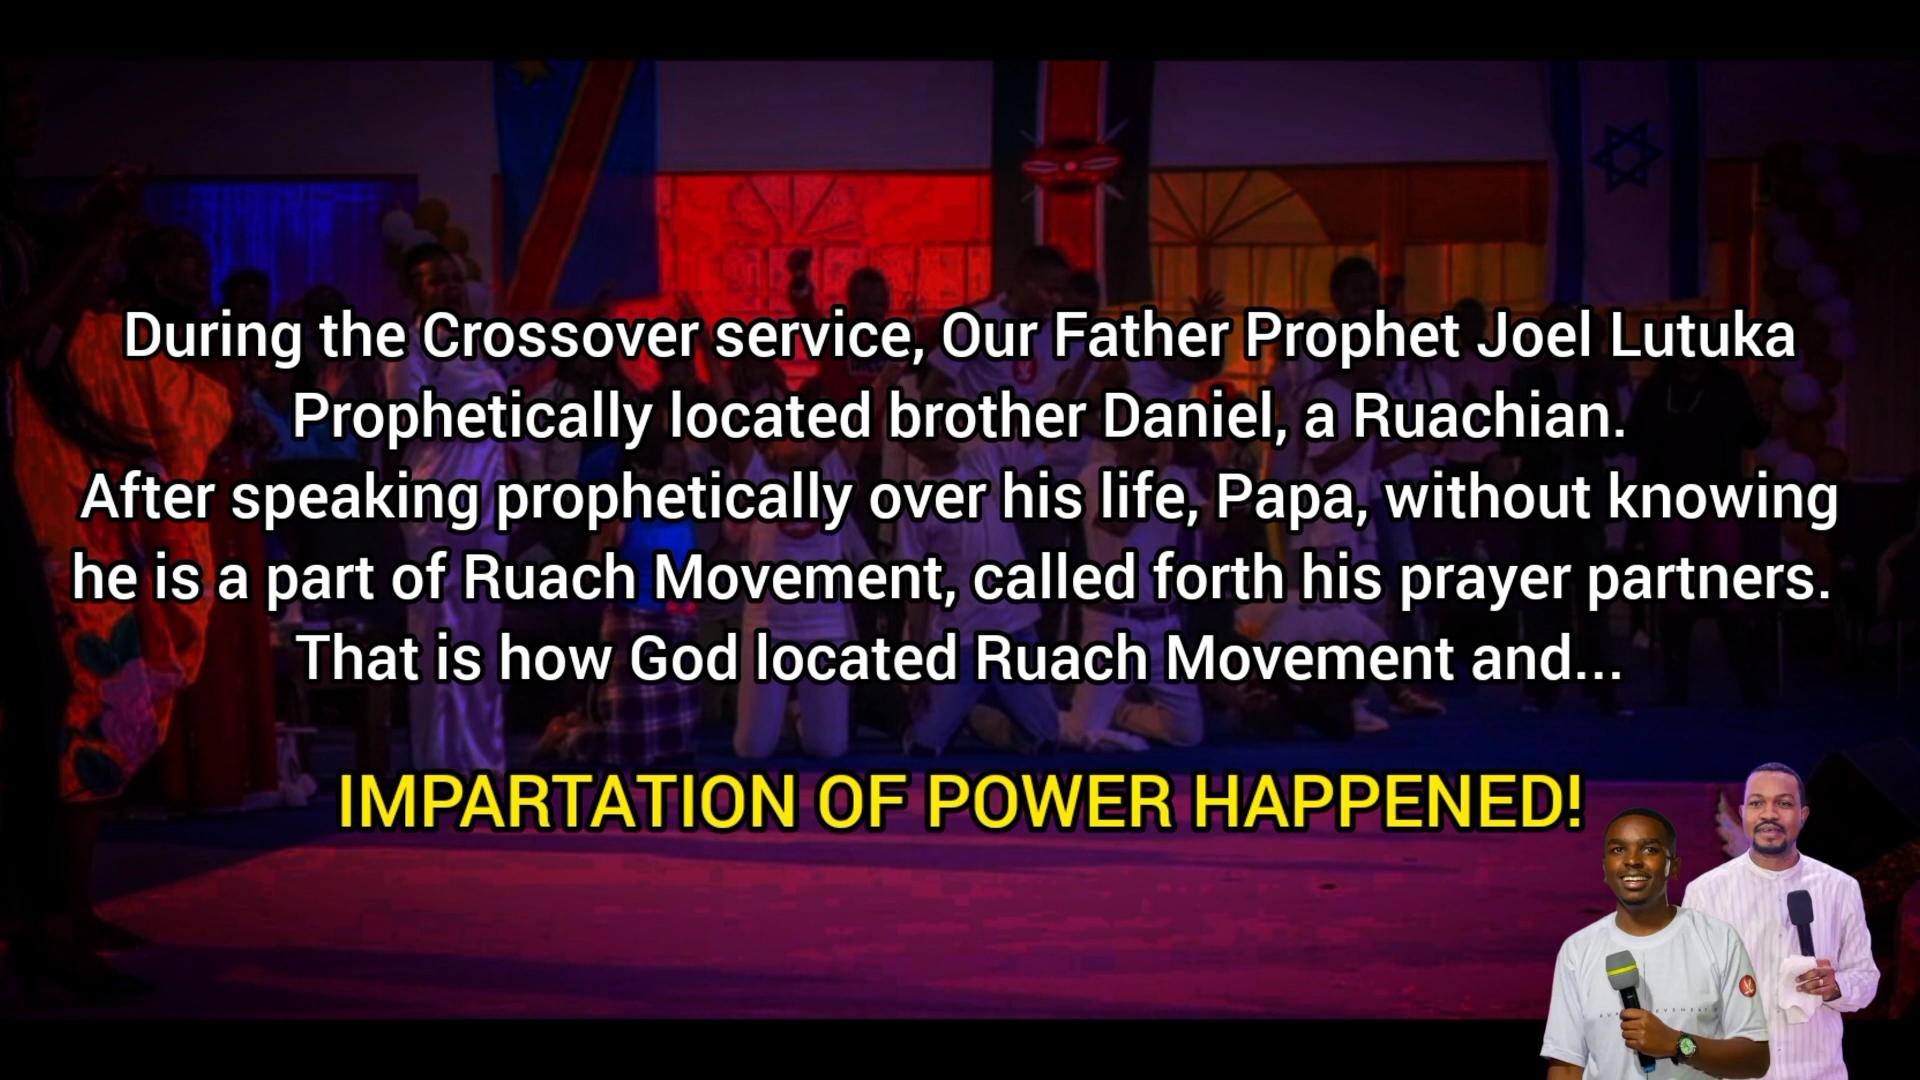 During the Crossover service, Our Father Prophet Joel Lutuka
Prophetically located brother Daniel, a Ruachian.
After speaking prophetically over his life, Papa, without knowing
he is a part of Ruach Movement, called forth his prayer partners.
That is how God located Ruach Movement and...
IMPARTATION OF POWER HAPPENED!